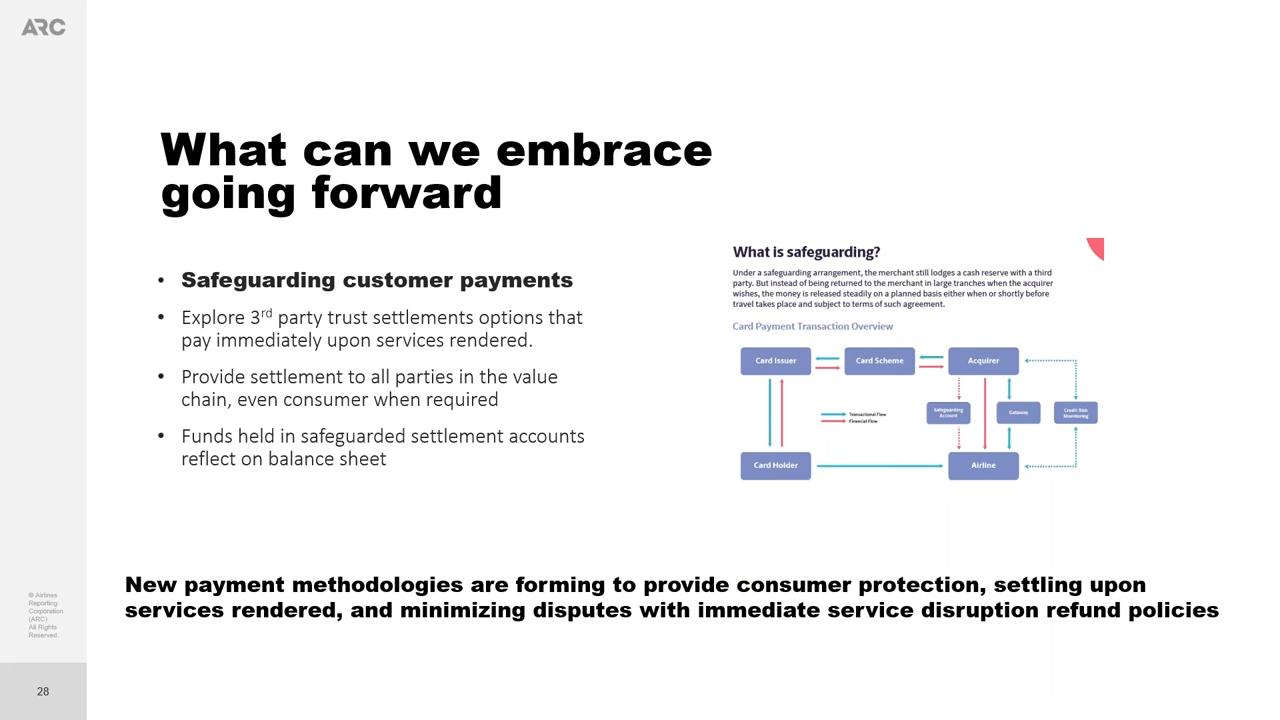 ARC
What can we embrace
going forward
• Safeguarding customer payments
• Explore 3rd party trust settlements options that
pay immediately upon services rendered.
• Provide settlement to all parties in the value
chain, even consumer when required
• Funds held in safeguarded settlement accounts
reflect on balance sheet
What is safeguarding?
Under a safeguarding arrangement, the merchant still lodges a cash reserve with a third
party. But instead of being returned to the merchant in large tranches when the acquirer
wishes, the money is released steadily on a planned basis either when or shortly before
travel takes place and subject to terms of such agreement.
Card Payment Transaction Overview
Card Issuer
Card Scheme
Acquirer
Transactional Flow
Financial Flow
Safeguarding
Account
Gateway
Credit Risk
Monitoring
Card Holder
Airline
New payment methodologies are forming to provide consumer protection, settling upon
services rendered, and minimizing disputes with immediate service disruption refund policies
© Airlines
Reporting
Corporation
(ARC)
All Rights
Reserved.
28